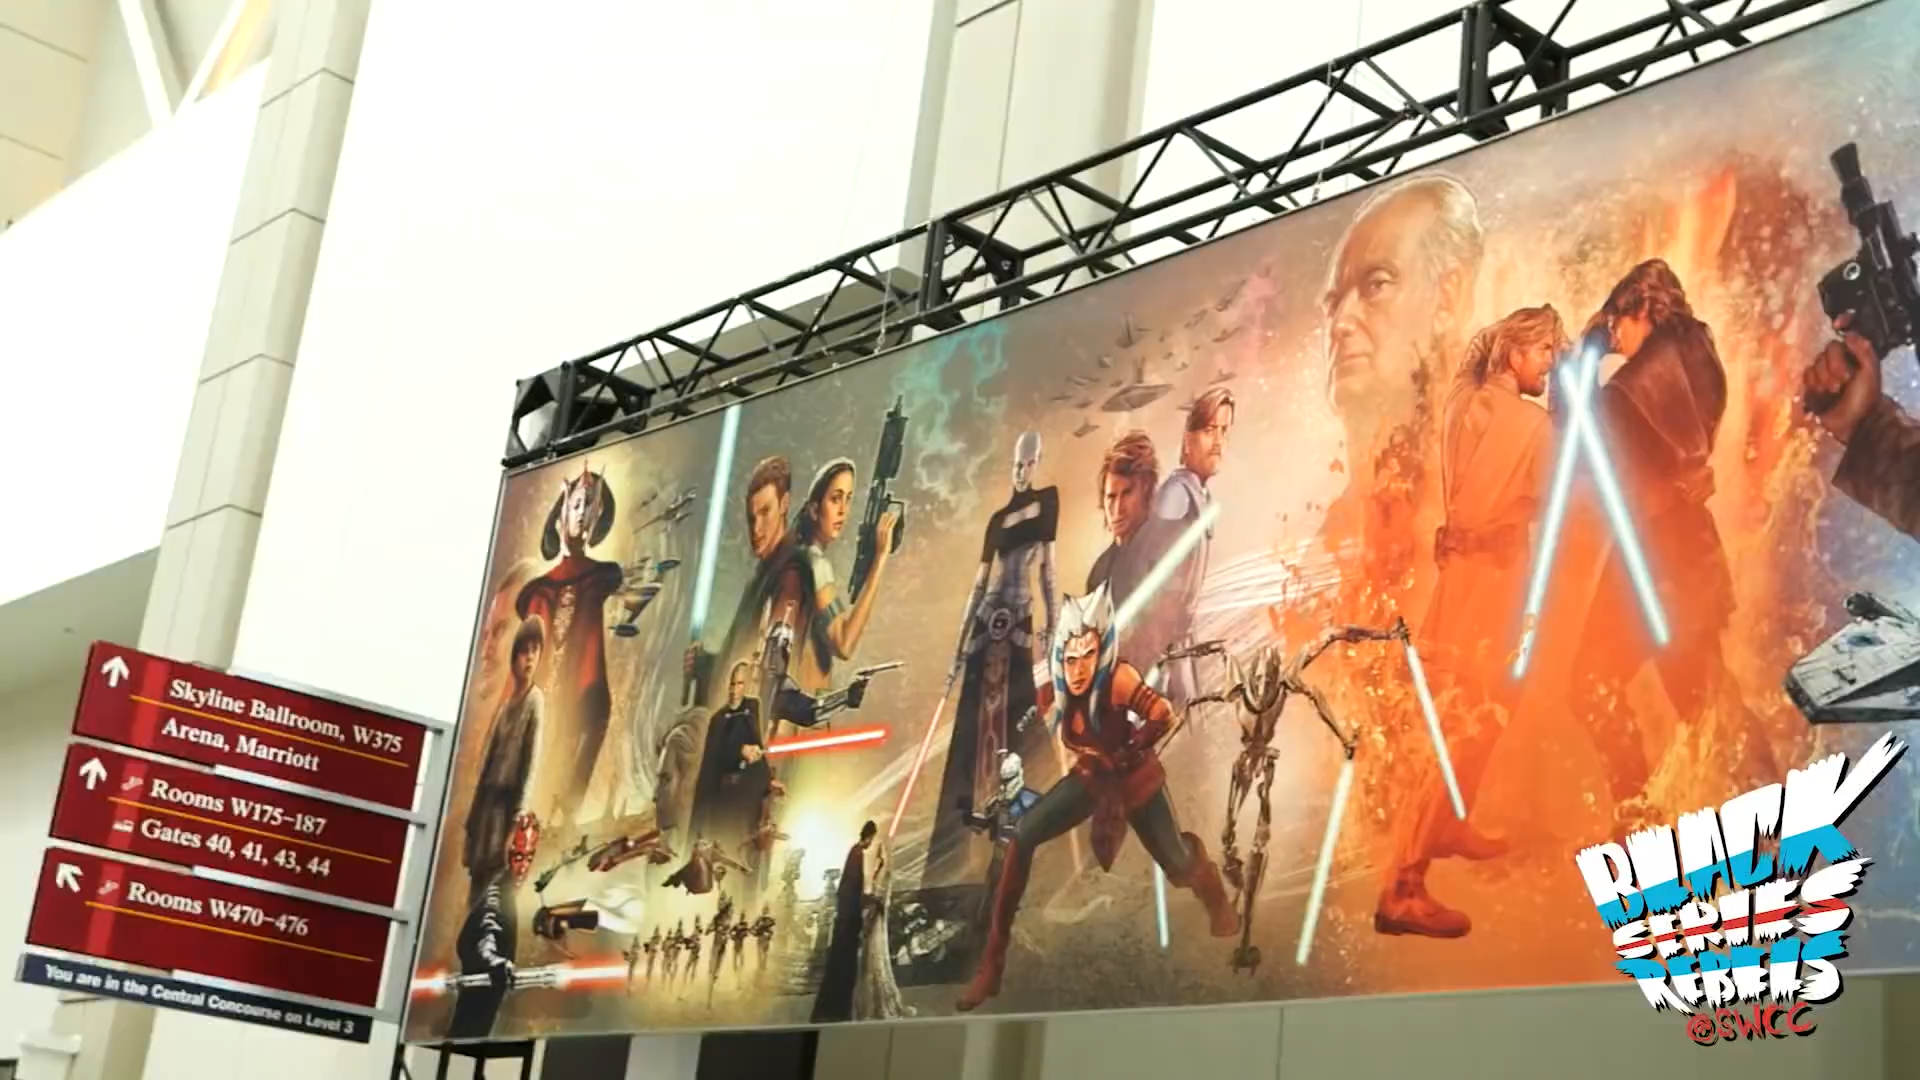 Skyline Ballroom, W375
Arena, Marriott
Rooms W175-187
Gates 40, 41, 43, 44
Rooms W470-476
You are in the Central Concourse on Level 3
BLACK
SERIES
REBELS
@SWCC